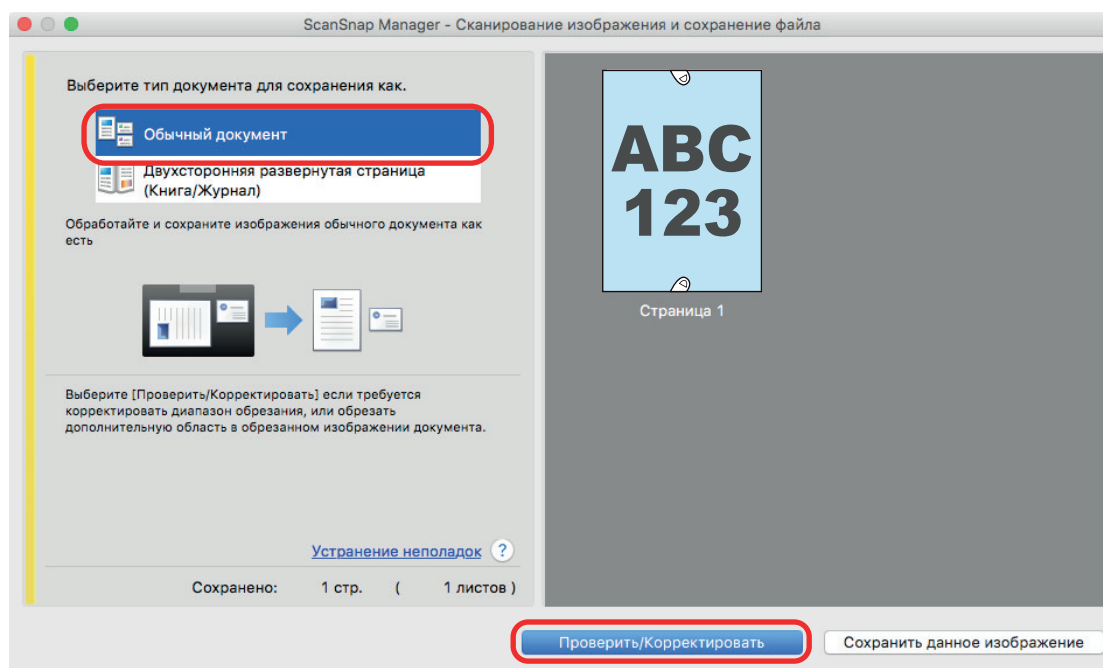 ScanSnap Manager - Сканирование изображения и сохранение файла
Выберите тип документа для сохранения как.
Обычный документ
Двухсторонняя развернутая страница
(Книга/Журнал)
Обработайте и сохраните изображения обычного документа как
есть
Выберите [Проверить/Корректировать] если требуется
корректировать диапазон обрезания, или обрезать
дополнительную область в обрезанном изображении документа.
Устранение неполадок ?
Сохранено: 1 стр. ( 1 листов )
ABC
123
Страница 1
Проверить/Корректировать
Сохранить данное изображение